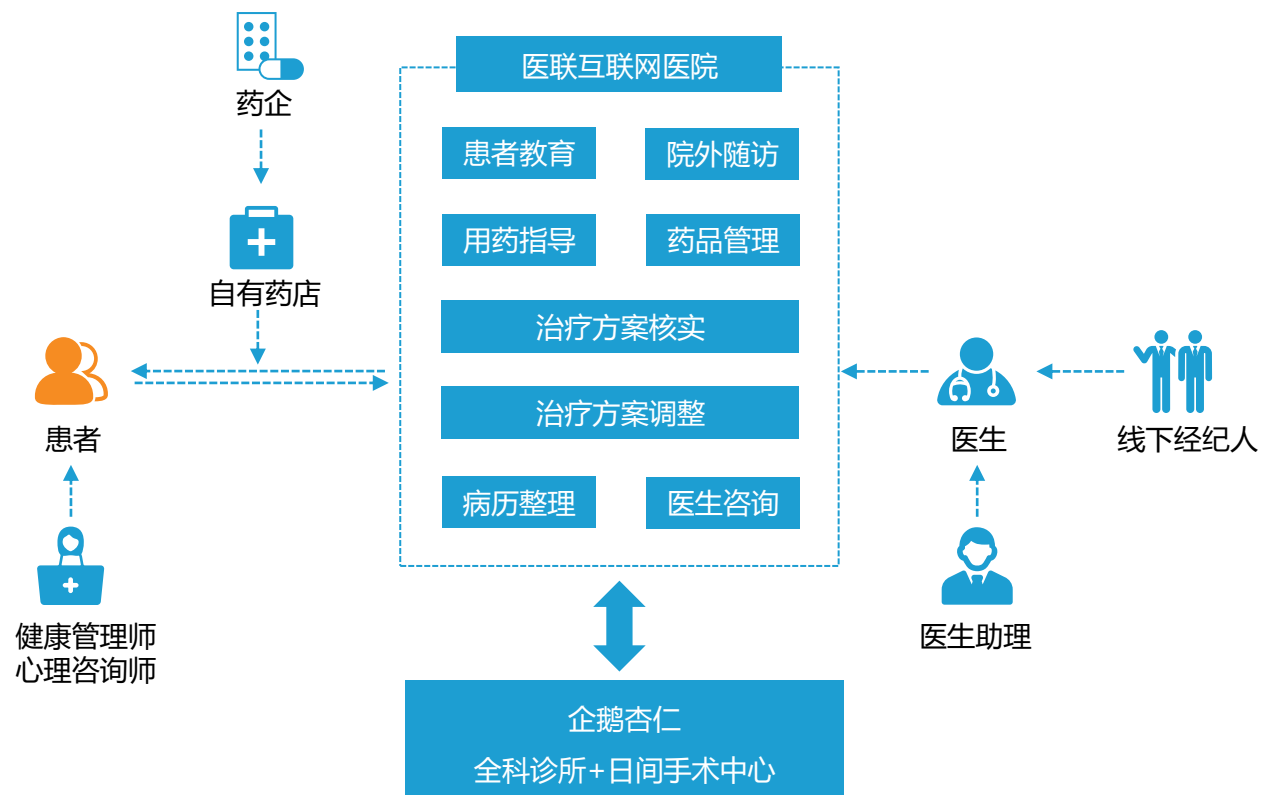 药企
医联互联网医院
患者教育
院外随访
用药指导
药品管理
自有药店
治疗方案核实
治疗方案调整
患者
医生
线下经纪人
病历整理
医生咨询
健康管理师
心理咨询师
医生助理
企鹅杏仁
全科诊所+日间手术中心